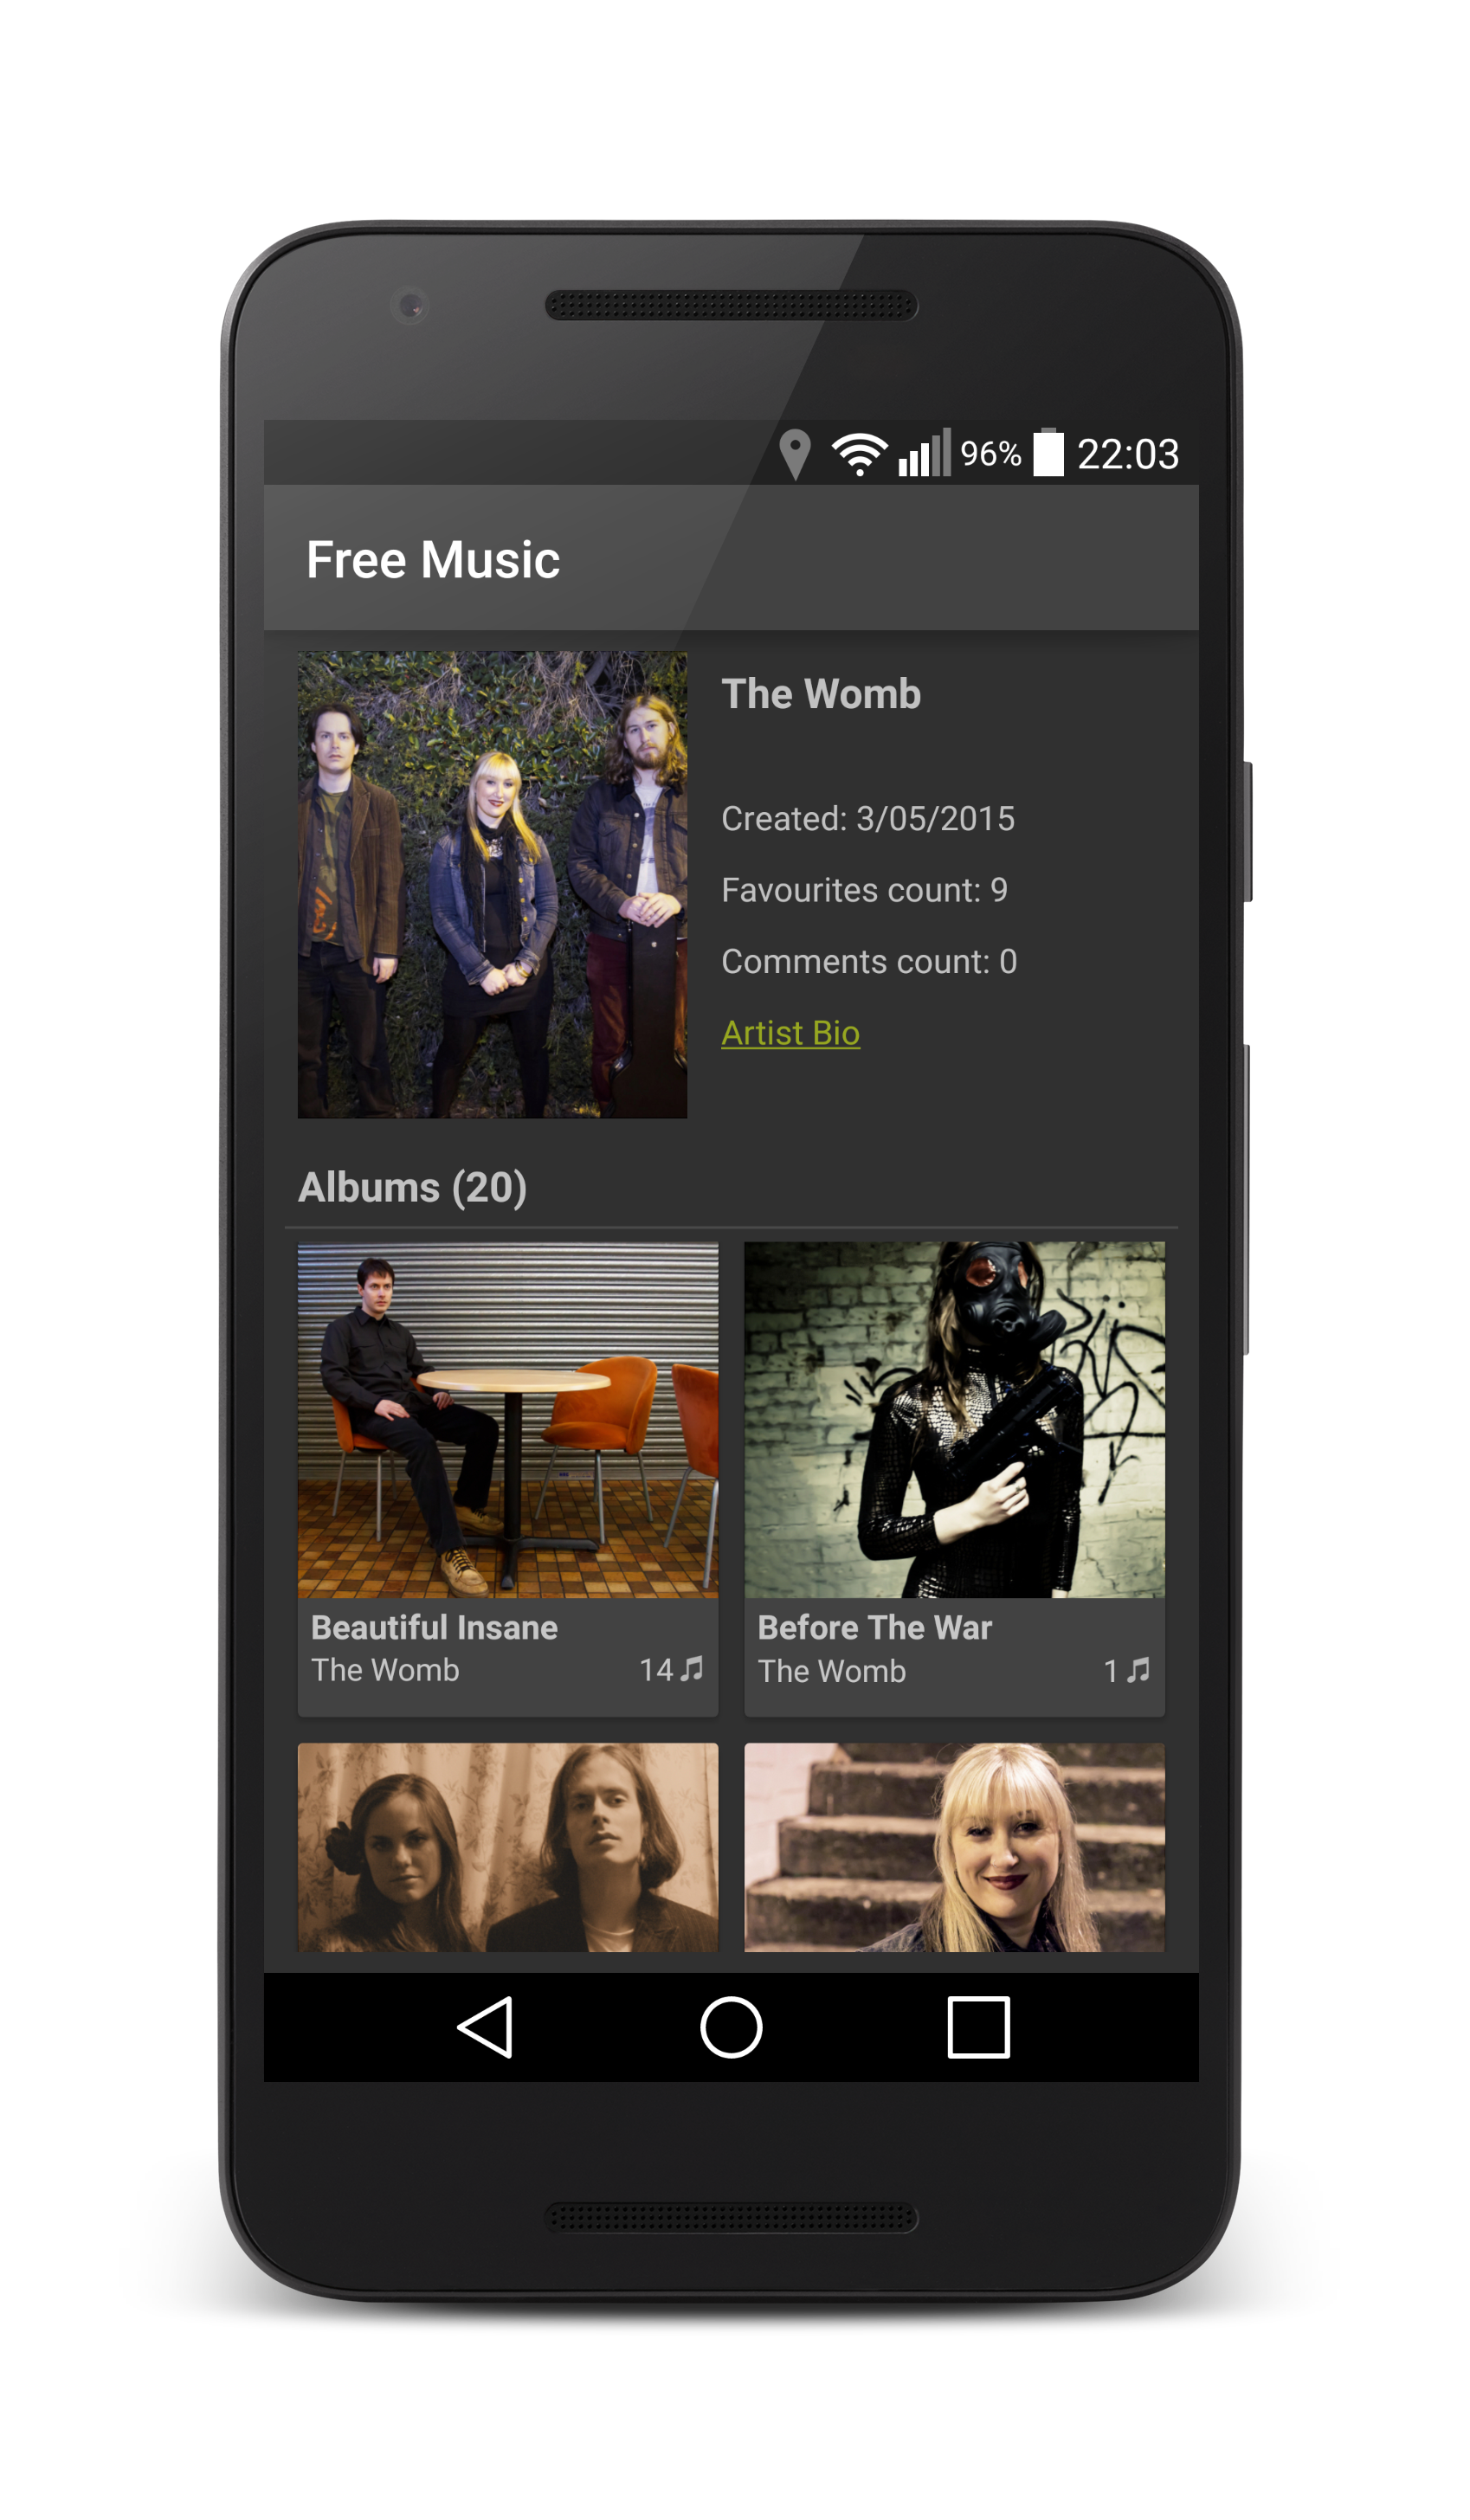 96% 22:03
Free Music
The Womb
Created: 3/05/2015
Favourites count: 9
Comments count: 0
Artist Bio
Albums (20)
Beautiful Insane
The Womb 14
Before The War
The Womb 1